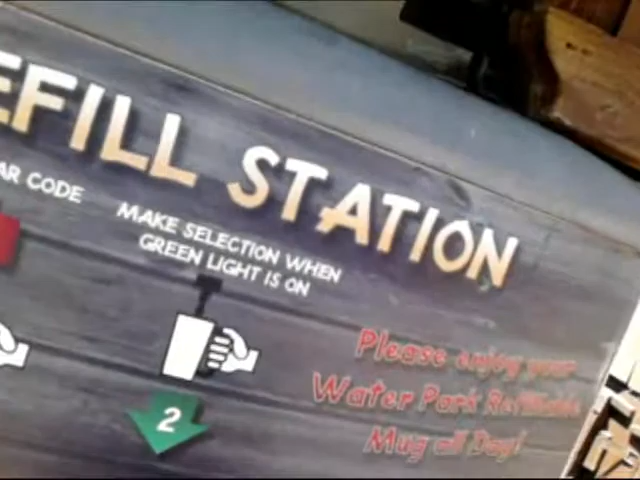 EFILL STATION
AR CODE
MAKE SELECTION WHEN
GREEN LIGHT IS ON
2
Please enjoy your
Water Park Refillable
Mug all Day!